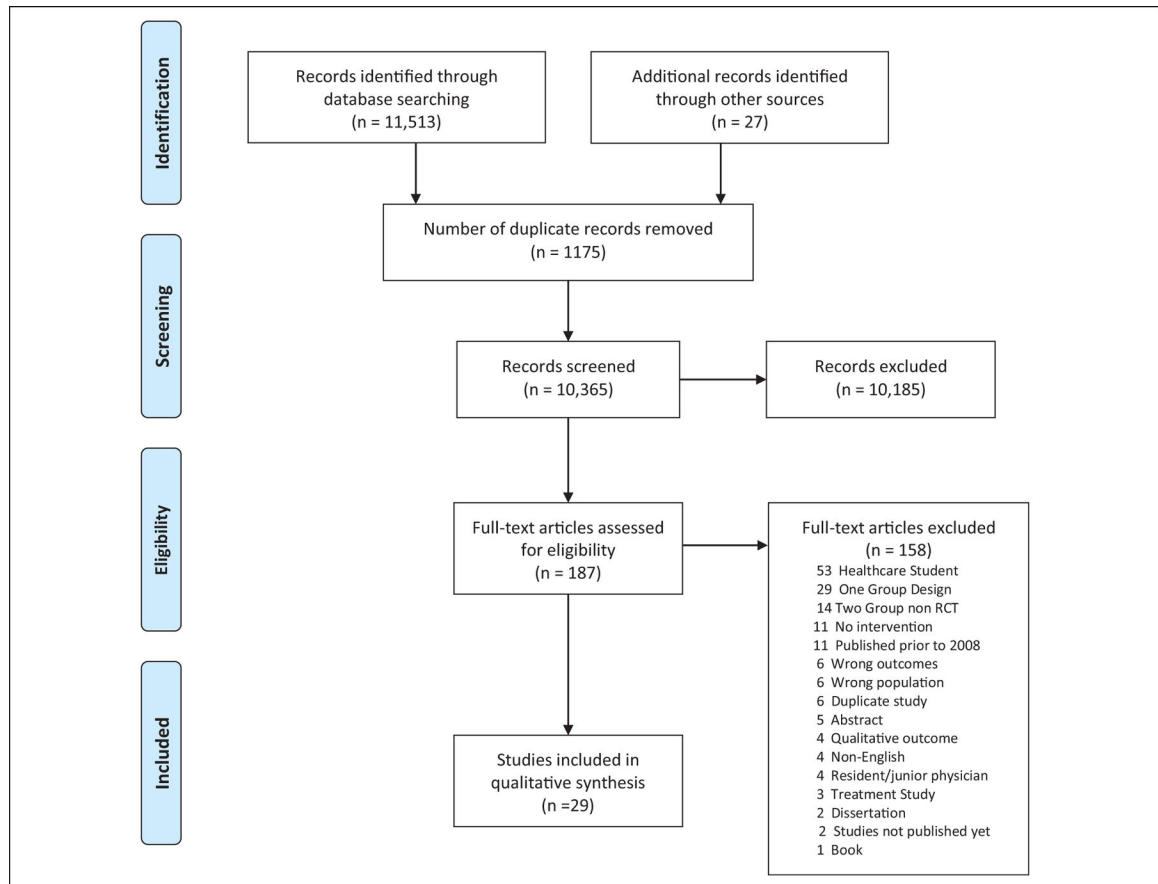 Identification
Records identified through
database searching
(n = 11,513)
Additional records identified
through other sources
(n = 27)
Number of duplicate records removed
(n = 1175)
Screening
Records screened
(n = 10,365)
Records excluded
(n = 10,185)
Eligibility
Full-text articles assessed
for eligibility
(n = 187)
Full-text articles excluded
(n = 158)
53 Healthcare Student
29 One Group Design
14 Two Group non RCT
11 No intervention
11 Published prior to 2008
6 Wrong outcomes
6 Wrong population
6 Duplicate study
5 Abstract
4 Qualitative outcome
4 Non-English
4 Resident/junior physician
3 Treatment Study
2 Dissertation
2 Studies not published yet
1 Book
Included
Studies included in
qualitative synthesis
(n =29)